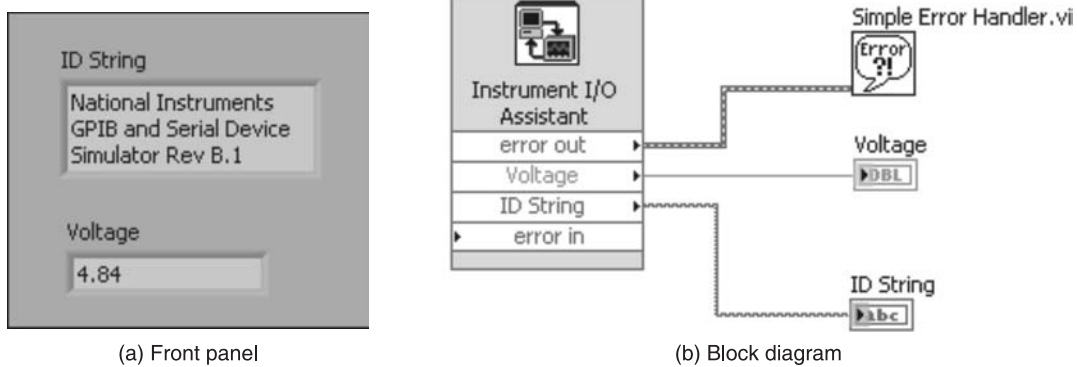 ID String
National Instruments
GPIB and Serial Device
Simulator Rev B.1
Voltage
4.84
(a) Front panel
Instrument I/O
Assistant
error out
Voltage
ID String
error in
Simple Error Handler.vi
Error
?!
Voltage
DBL
ID String
abc
(b) Block diagram